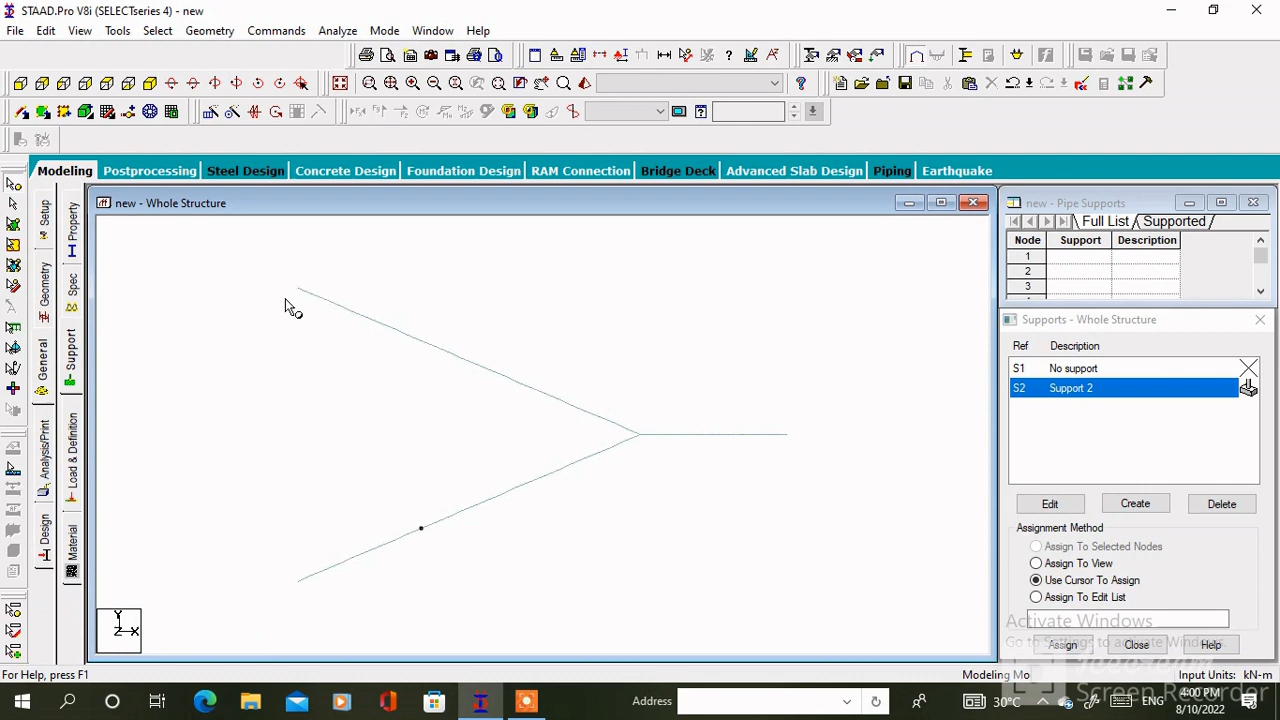 STAAD.Pro V8i (SELECTseries 4) - new
File Edit View Tools Select Geometry Commands Analyze Mode Window Help
Modeling Postprocessing Steel Design Concrete Design Foundation Design RAM Connection Bridge Deck Advanced Slab Design Piping Earthquake
Setup
Geometry
General
Analysis/Print
Design
Property
Spec
Support
Load & Definition
Material
new - Whole Structure
Y
Z X
new - Pipe Supports
Full List Supported
Node Support Description
1
2
3
Supports - Whole Structure
Ref Description
S1 No support
S2 Support 2
Edit Create Delete
Assignment Method
Assign To Selected Nodes
Assign To View
Use Cursor To Assign
Assign To Edit List
Activate Windows
Go to Settings to activate Windows.
Assign Close Help
For Help, press F1
Modeling Mo
Input Units: kN-m
Screen Recorder
Address
30°C
ENG
4:00 PM
8/10/2022